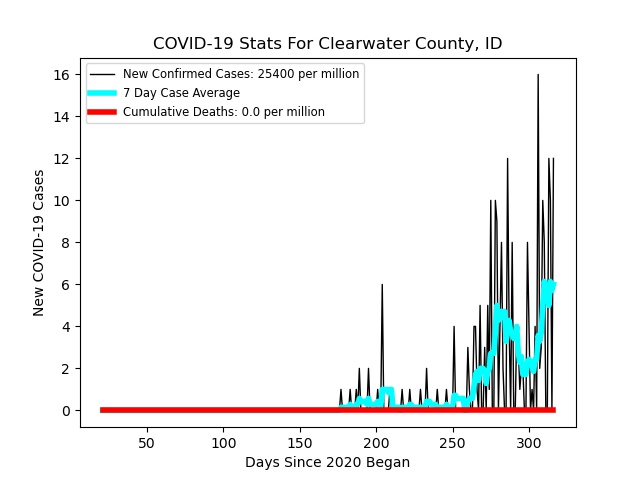 COVID-19 Stats For Clearwater County, ID
New Confirmed Cases: 25400 per million
7 Day Case Average
Cumulative Deaths: 0.0 per million
New COVID-19 Cases
16
14
12
10
8
6
4
2
0
50 100 150 200 250 300
Days Since 2020 Began